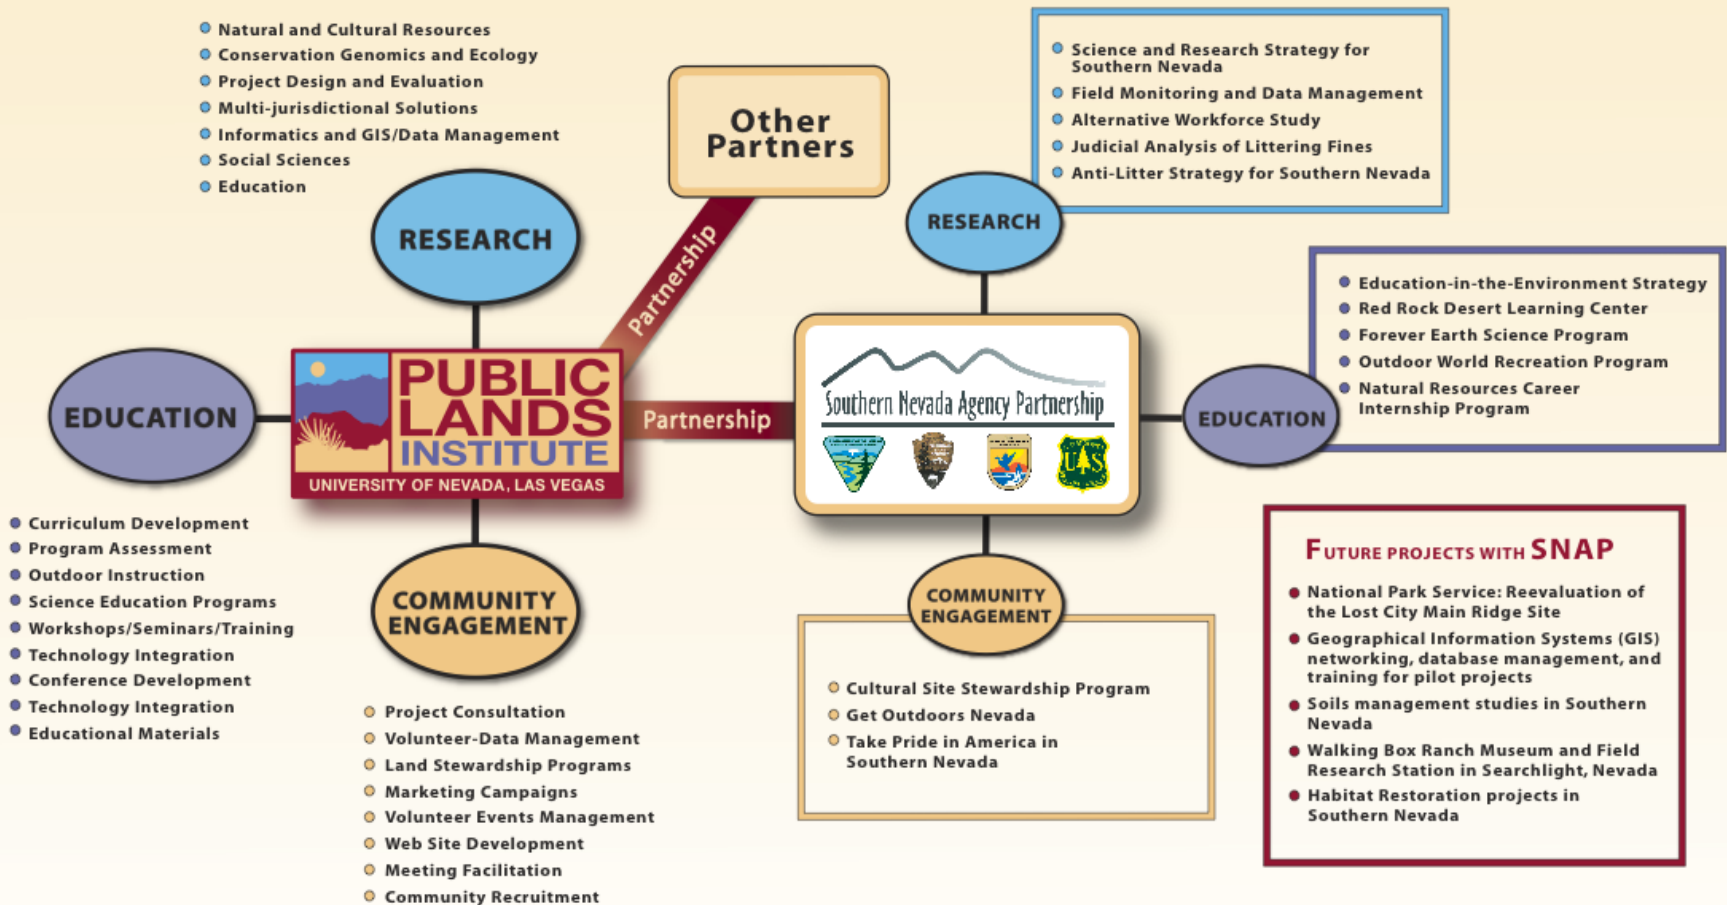 Natural and Cultural Resources
Conservation Genomics and Ecology
Project Design and Evaluation
Multi-jurisdictional Solutions
Informatics and GIS/Data Management
Social Sciences
Education
RESEARCH
EDUCATION
Curriculum Development
Program Assessment
Outdoor Instruction
Science Education Programs
Workshops/Seminars/Training
Technology Integration
Conference Development
Technology Integration
Educational Materials
PUBLIC
LANDS
INSTITUTE
UNIVERSITY OF NEVADA, LAS VEGAS
COMMUNITY
ENGAGEMENT
Project Consultation
Volunteer-Data Management
Land Stewardship Programs
Marketing Campaigns
Volunteer Events Management
Web Site Development
Meeting Facilitation
Community Recruitment
Other
Partners
Partnership
Partnership
Southern Nevada Agency Partnership
US
RESEARCH
Science and Research Strategy for
Southern Nevada
Field Monitoring and Data Management
Alternative Workforce Study
Judicial Analysis of Littering Fines
Anti-Litter Strategy for Southern Nevada
EDUCATION
Education-in-the-Environment Strategy
Red Rock Desert Learning Center
Forever Earth Science Program
Outdoor World Recreation Program
Natural Resources Career
Internship Program
COMMUNITY
ENGAGEMENT
Cultural Site Stewardship Program
Get Outdoors Nevada
Take Pride in America in
Southern Nevada
FUTURE PROJECTS WITH SNAP
National Park Service: Reevaluation of
the Lost City Main Ridge Site
Geographical Information Systems (GIS)
networking, database management, and
training for pilot projects
Soils management studies in Southern
Nevada
Walking Box Ranch Museum and Field
Research Station in Searchlight, Nevada
Habitat Restoration projects in
Southern Nevada